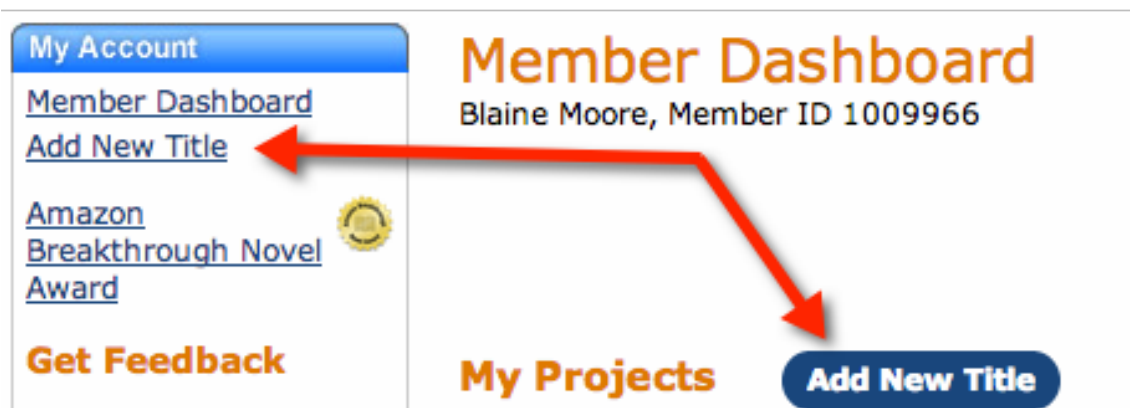 My Account
Member Dashboard
Add New Title
Amazon
Breakthrough Novel
Award
Get Feedback
Member Dashboard
Blaine Moore, Member ID 1009966
My Projects
Add New Title